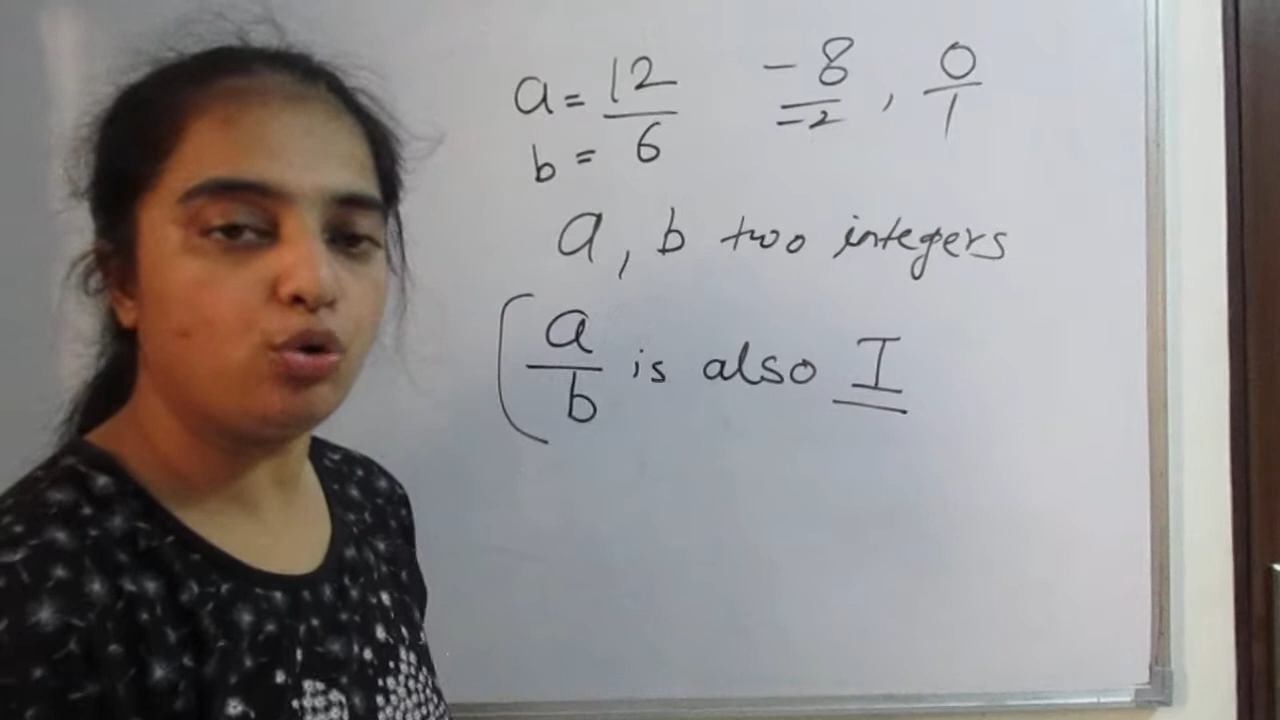 a = 12/6 -8/-2 , 0/1
b =
a , b two integers
( a/b is also I